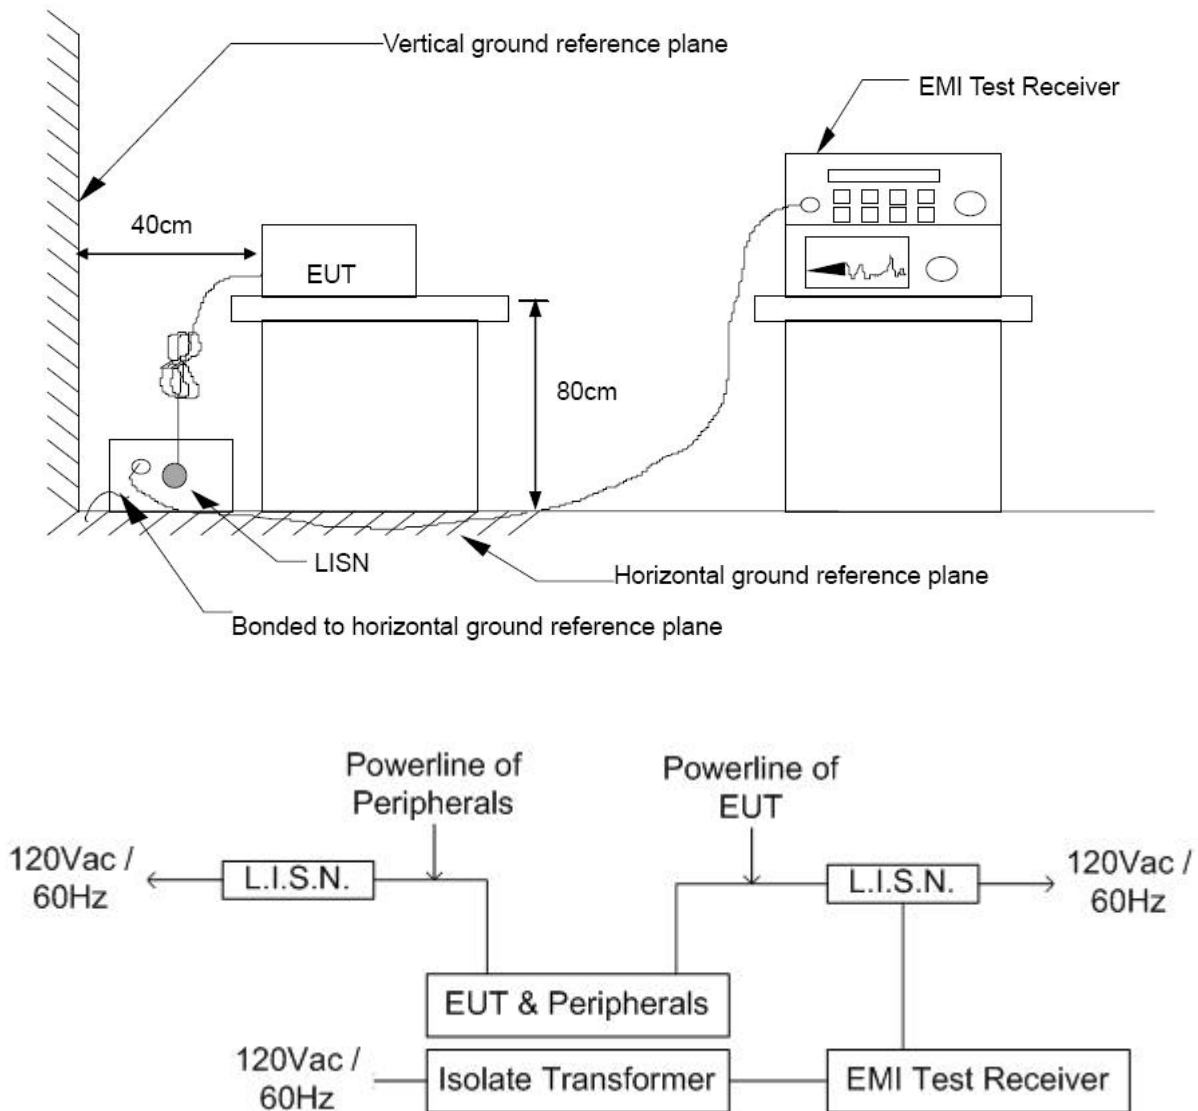 Vertical ground reference plane
EMI Test Receiver
40cm
EUT
80cm
LISN
Horizontal ground reference plane
Bonded to horizontal ground reference plane
Powerline of
Peripherals
Powerline of
EUT
120Vac /
60Hz
L.I.S.N.
L.I.S.N.
120Vac /
60Hz
EUT & Peripherals
120Vac /
60Hz
Isolate Transformer
EMI Test Receiver